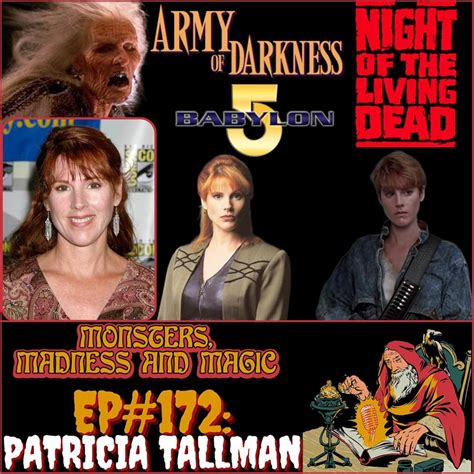 ARMY
OF DARKNESS
NIGHT
OF THE
LIVING
DEAD
BABYLON
5
MONSTERS,
MADNESS AND MAGIC
EP#172:
PATRICIA TALLMAN